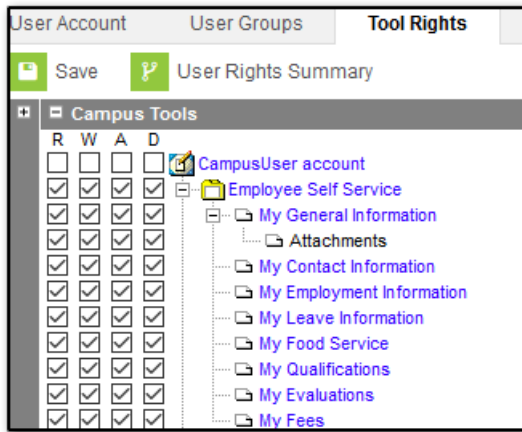 User Account User Groups Tool Rights
Save User Rights Summary
Campus Tools
R W A D
CampusUser account
Employee Self Service
My General Information
Attachments
My Contact Information
My Employment Information
My Leave Information
My Food Service
My Qualifications
My Evaluations
My Fees